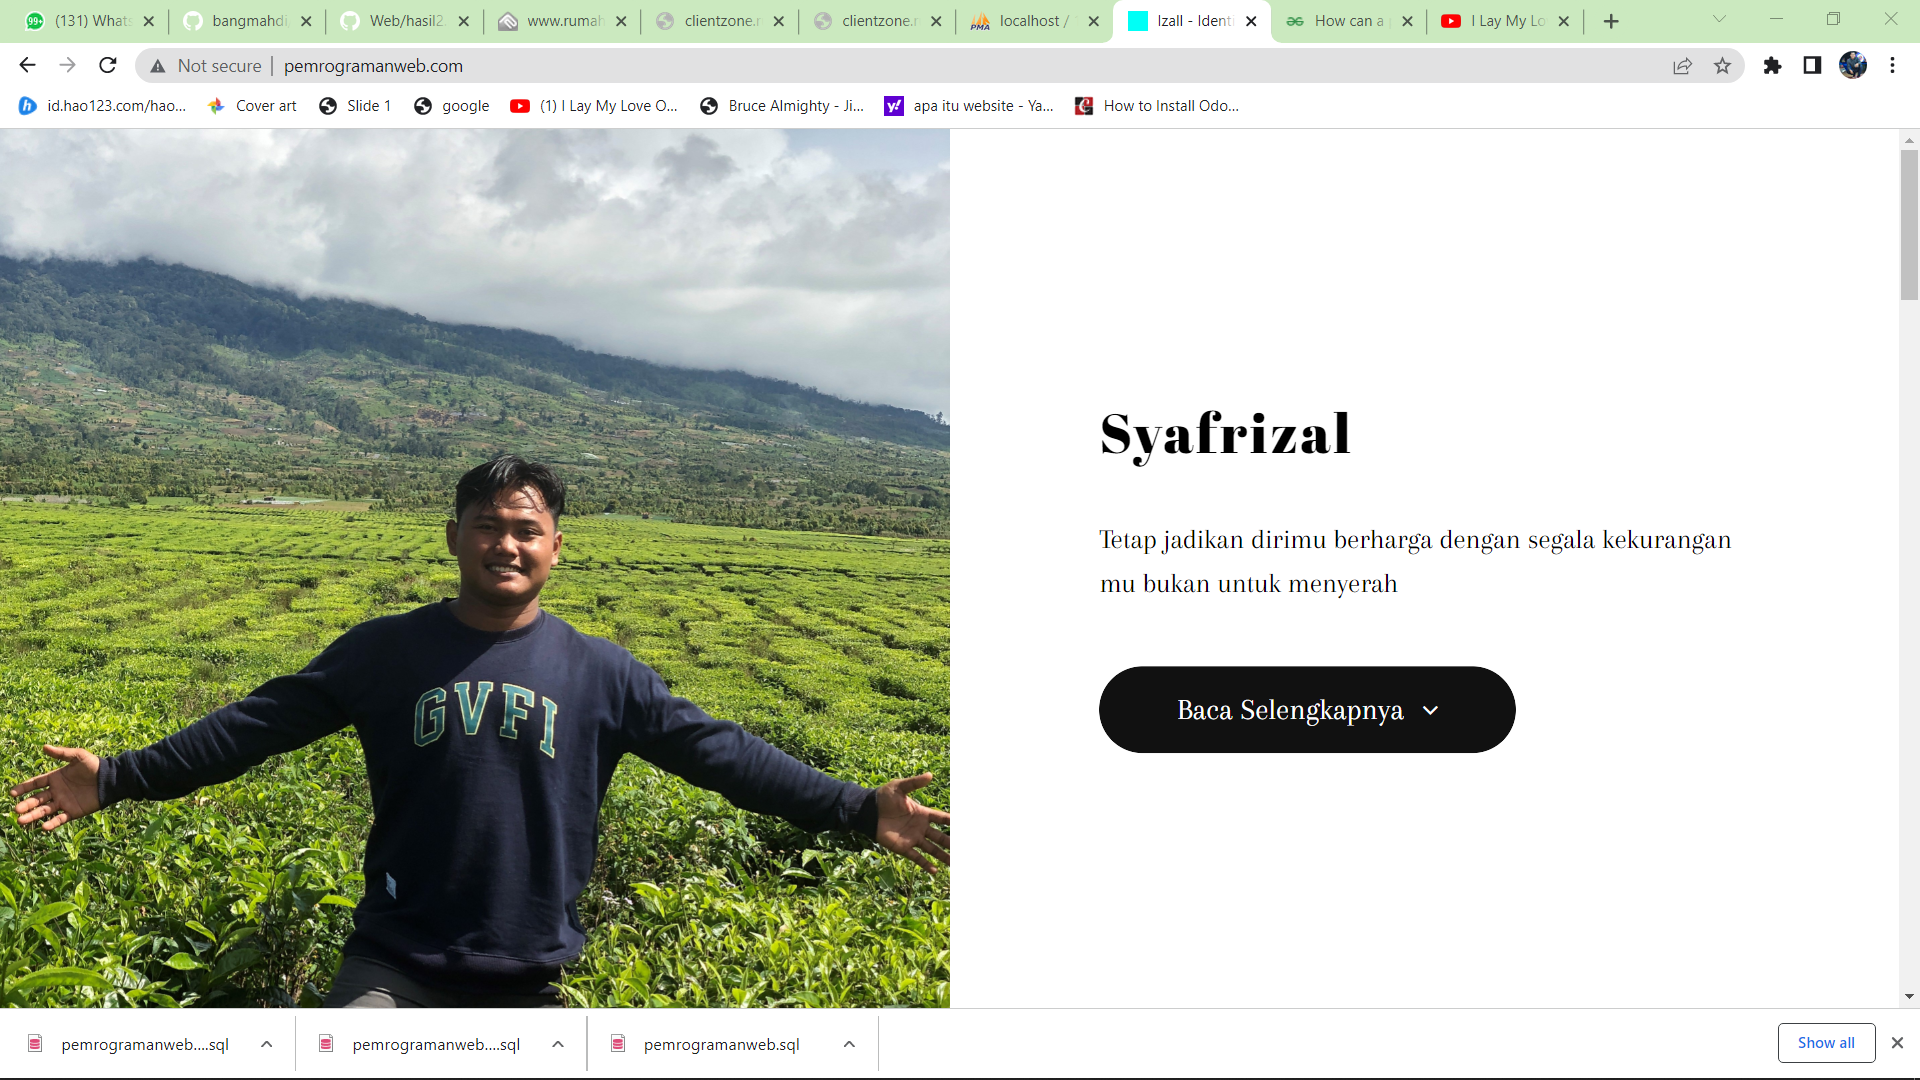 99+ (131) Whats
bangmahdi
Web/hasil2.
www.rumah
clientzone.r
clientzone.r
PMA localhost /
Izall - Identi
How can a
I Lay My Lo
Not secure pemrogramanweb.com
id.hao123.com/hao...
Cover art
Slide 1
google
(1) I Lay My Love O...
Bruce Almighty - Ji...
y! apa itu website - Ya...
How to Install Odo...
GVFI
Syafrizal
Tetap jadikan dirimu berharga dengan segala kekurangan
mu bukan untuk menyerah
Baca Selengkapnya
pemrogramanweb....sql
pemrogramanweb....sql
pemrogramanweb.sql
Show all